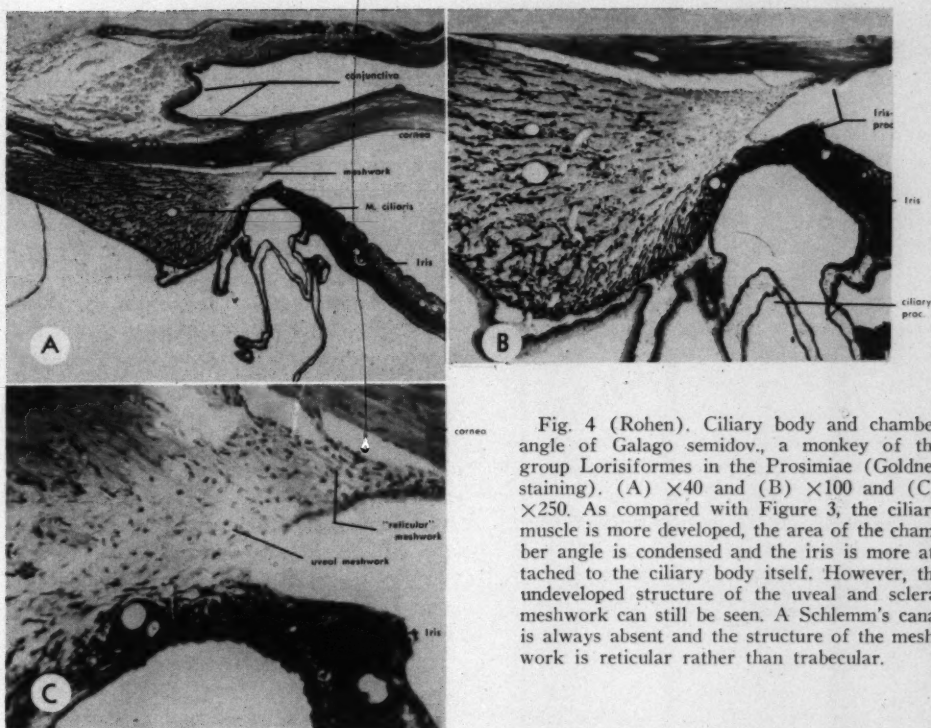 conjunctiva
cornea
meshwork
M. ciliaris
Iris
A
Iris-
proc
Iris
ciliary
proc.
B
cornea
"reticular"
meshwork
uveal meshwork
Iris
C
Fig. 4 (Rohen). Ciliary body and chambe
angle of Galago semidov., a monkey of th
group Lorisiformes in the Prosimiae (Goldne
staining). (A) ×40 and (B) ×100 and (C
×250. As compared with Figure 3, the ciliar
muscle is more developed, the area of the cham
ber angle is condensed and the iris is more at
tached to the ciliary body itself. However, th
undeveloped structure of the uveal and sclera
meshwork can still be seen. A Schlemm's cana
is always absent and the structure of the mesh
work is reticular rather than trabecular.